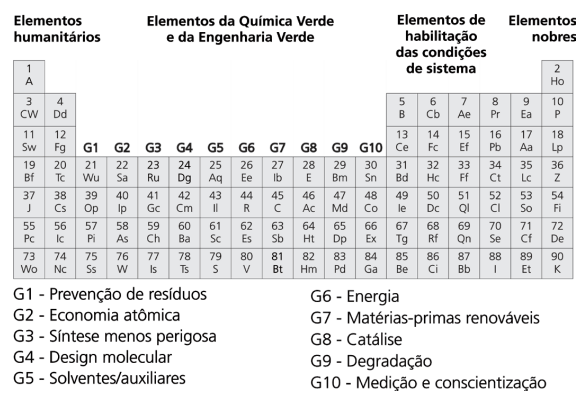 Elementos humanitários
Elementos da Química Verde e da Engenharia Verde
Elementos de habilitação das condições de sistema
Elementos nobres
1 2
A Ho
3 4 5 6 7 8 9 10
CW Dd B Cb Ae Pr Ea P
11 12 G1 G2 G3 G4 G5 G6 G7 G8 G9 G10 13 14 15 16 17 18
Sw Fg Ce Fc Ef Pb Aa Lp
19 20 21 22 23 24 25 26 27 28 29 30 31 32 33 34 35 36
Bf Tc Wu Sa Ru Dg Aq Ee Ib E Bm Sn Bd Hc Ff Ct Lc Z
37 38 39 40 41 42 43 44 45 46 47 48 49 50 51 52 53 54
J Cs Op Ip Gc Cm Il R C Ac Md Co Ie Dc Ql Cl So Fi
55 56 57 58 59 60 61 62 63 64 65 66 67 68 69 70 71 72
Pc Ic Pi As Ch Ba Sc Es Sb Ht Dp Ex Tg Rf Qn Se Cf De
73 74 75 76 77 78 79 80 81 82 83 84 85 86 87 88 89 90
Wo Nc Ss W Is Ts S V Bt Hm Pd Ga Be Ci Bb I Et K
G1 - Prevenção de resíduos
G2 - Economia atômica
G3 - Síntese menos perigosa
G4 - Design molecular
G5 - Solventes/auxiliares
G6 - Energia
G7 - Matérias-primas renováveis
G8 - Catálise
G9 - Degradação
G10 - Medição e conscientização